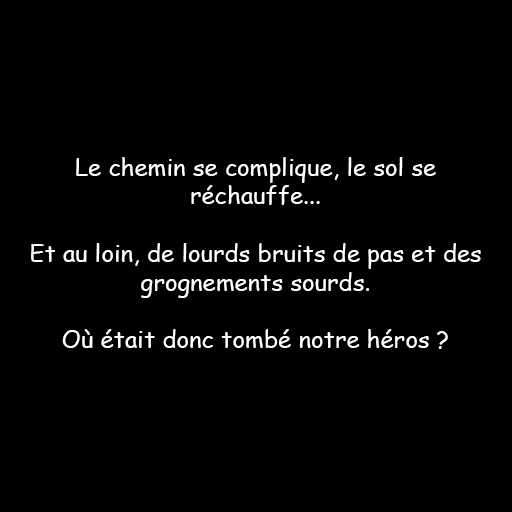 Le chemin se complique, le sol se
réchauffe...
Et au loin, de lourds bruits de pas et des
grognements sourds.
Où était donc tombé notre héros ?